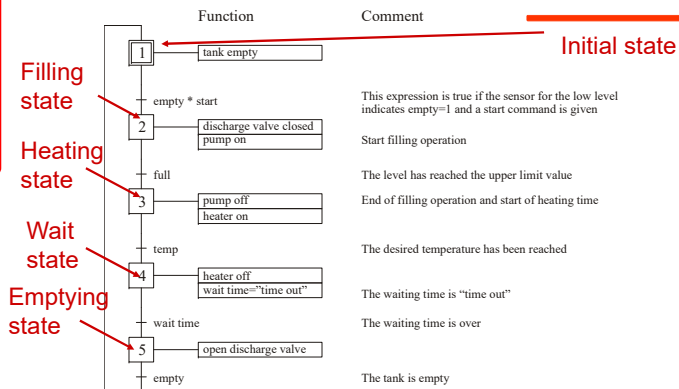 Function Comment
1 tank empty
Initial state
Filling
state
empty * start
This expression is true if the sensor for the low level
indicates empty=1 and a start command is given
2 discharge valve closed
pump on
Start filling operation
Heating
state
full
The level has reached the upper limit value
3 pump off
End of filling operation and start of heating time
heater on
Wait
state
temp
The desired temperature has been reached
4 heater off
wait time="time out"
The waiting time is “time out”
Emptying
state
wait time
The waiting time is over
5 open discharge valve
empty
The tank is empty